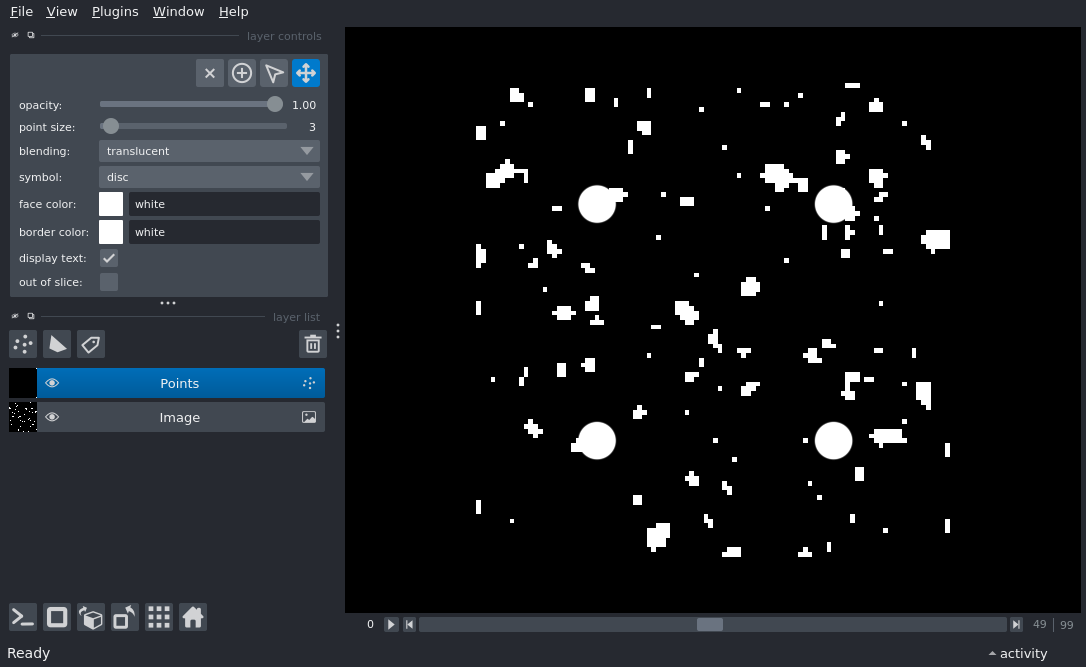 File View Plugins Window Help
layer controls
opacity: 1.00
point size: 3
blending: translucent
symbol: disc
face color: white
border color: white
display text:
out of slice:
layer list
Points
Image
0 49 99
Ready activity